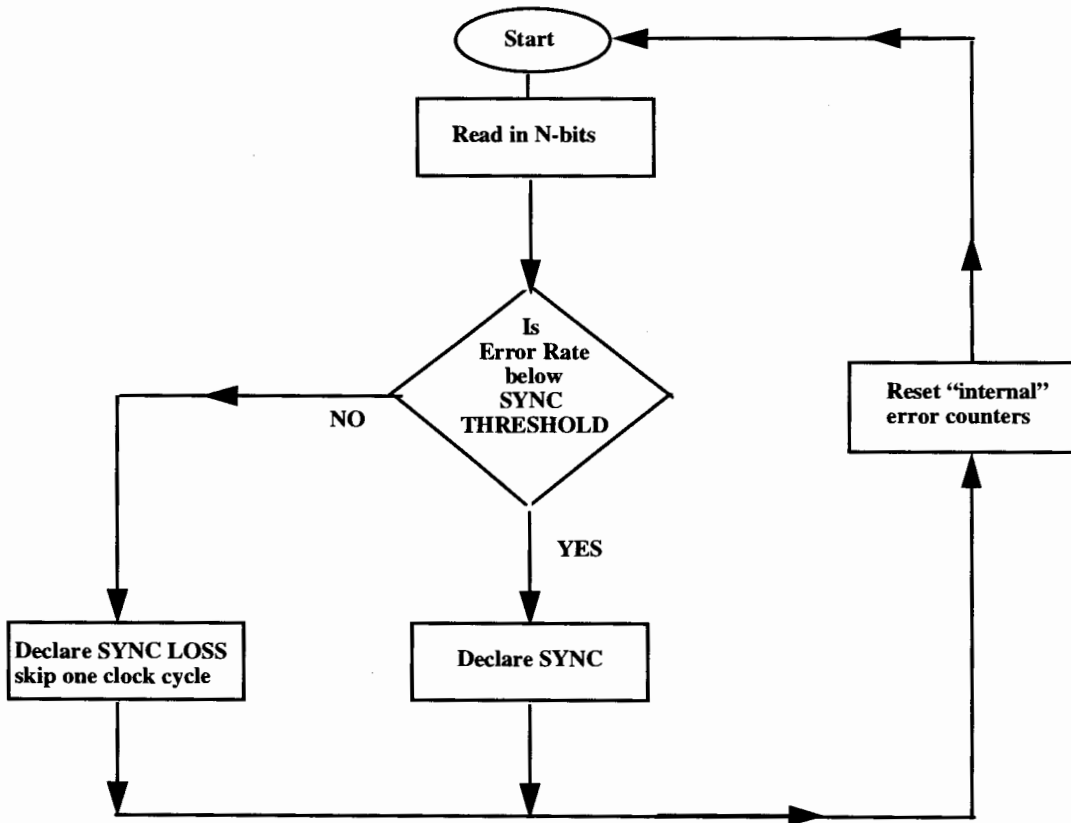 Start
Read in N-bits
Is
Error Rate
below
SYNC
THRESHOLD
NO
YES
Reset “internal”
error counters
Declare SYNC LOSS
skip one clock cycle
Declare SYNC